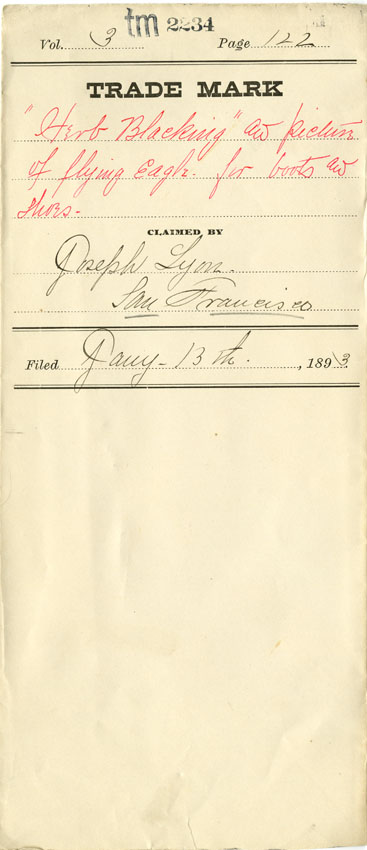 tm 2234
Vol. 3 Page 122
TRADE MARK
"Herb Blacking" and picture
of flying Eagle. for boots and
shoes.
CLAIMED BY
Joseph Lyon.
San Francisco
Filed Jany - 13th. , 1893